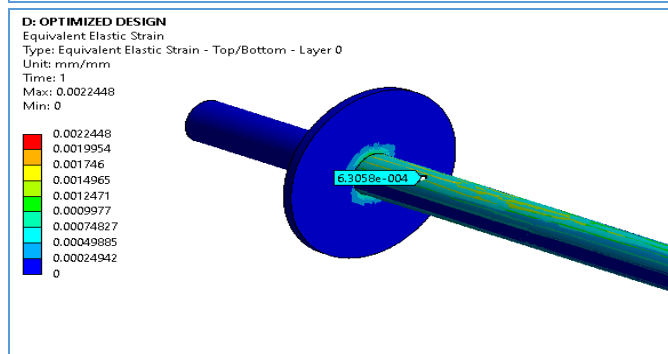 D: OPTIMIZED DESIGN
Equivalent Elastic Strain
Type: Equivalent Elastic Strain - Top/Bottom - Layer 0
Unit: mm/mm
Time: 1
Max: 0.0022448
Min: 0
0.0022448
0.0019954
0.001746
0.0014965
0.0012471
0.0009977
0.00074827
0.00049885
0.00024942
0
6.3058e-004